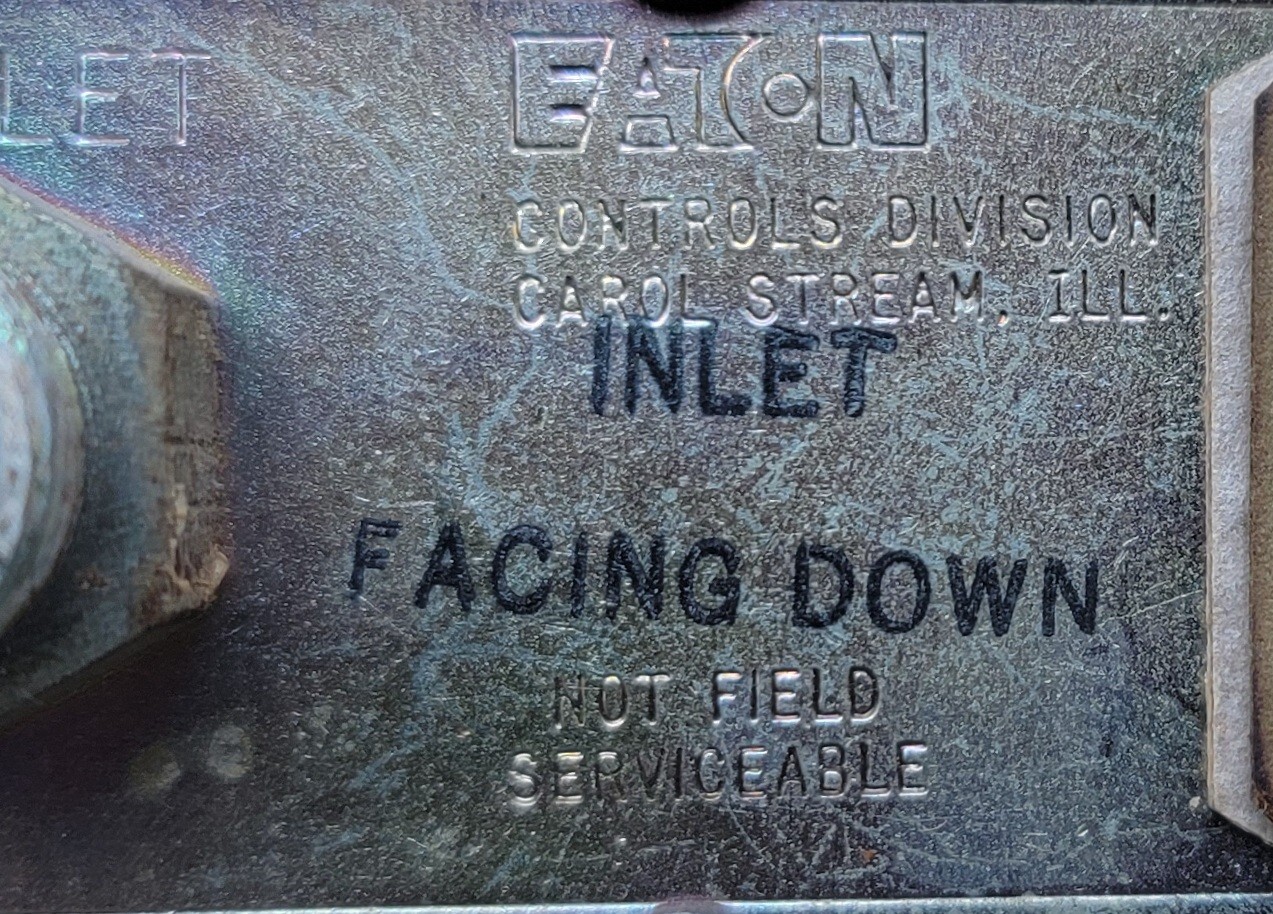 LET
EATON
CONTROLS DIVISION
CAROL STREAM, ILL.
INLET
FACING DOWN
NOT FIELD
SERVICEABLE